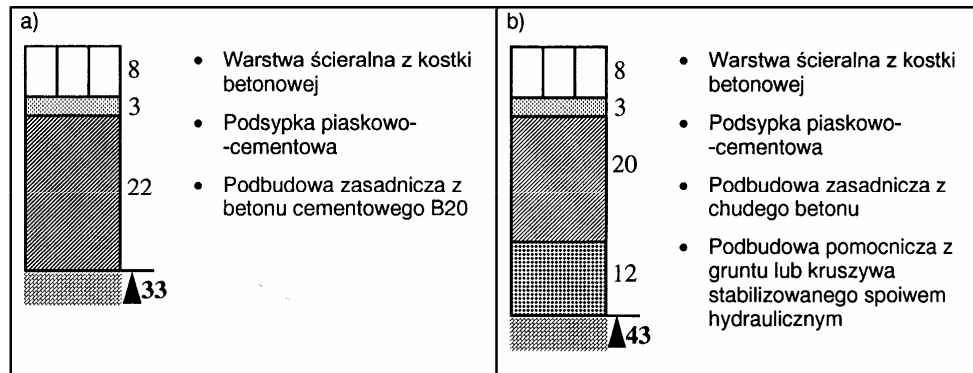 a)
8
3
22
33
• Warstwa ścieralna z kostki
betonowej
• Podsypka piaskowo-
-cementowa
• Podbudowa zasadnicza z
betonu cementowego B20
b)
8
3
20
12
43
• Warstwa ścieralna z kostki
betonowej
• Podsypka piaskowo-
-cementowa
• Podbudowa zasadnicza z
chudego betonu
• Podbudowa pomocnicza z
gruntu lub kruszywa
stabilizowanego spoiwem
hydraulicznym